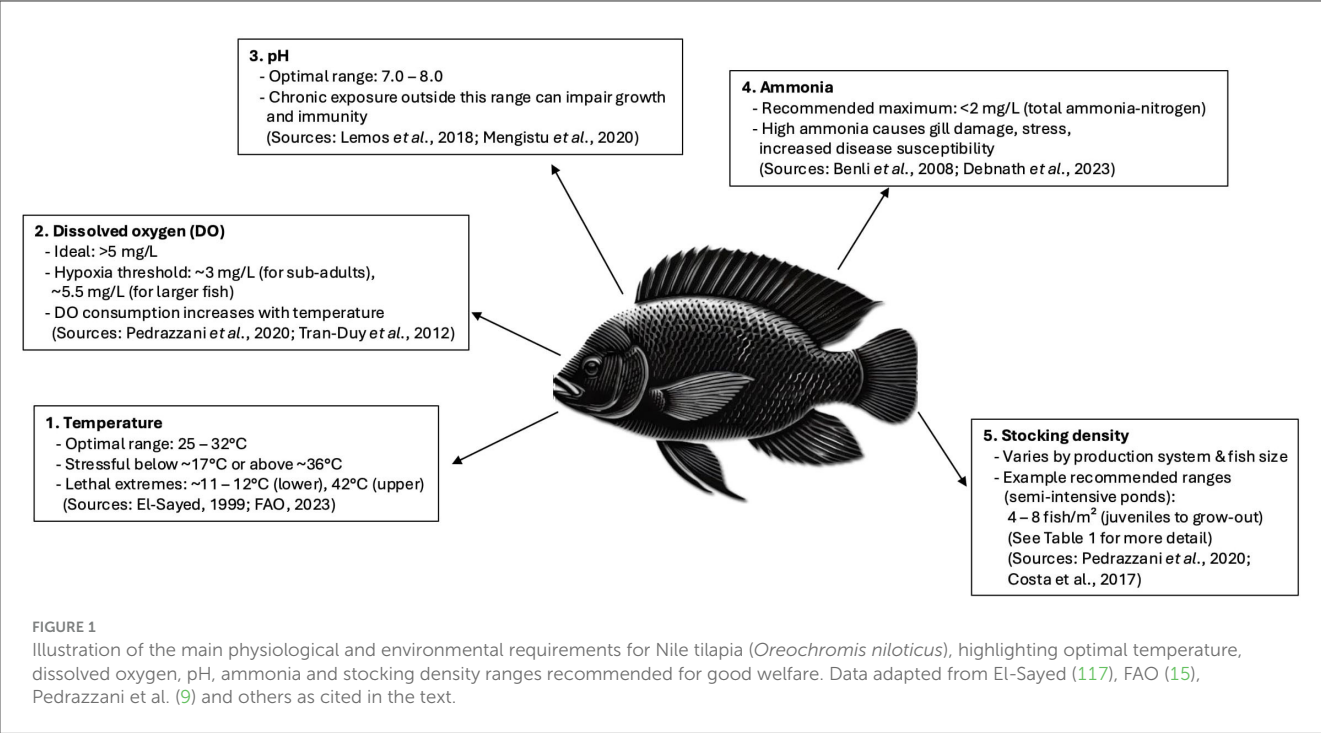 3. pH
- Optimal range: 7.0 – 8.0
- Chronic exposure outside this range can impair growth
and immunity
(Sources: Lemos et al., 2018; Mengistu et al., 2020)
4. Ammonia
- Recommended maximum: <2 mg/L (total ammonia-nitrogen)
- High ammonia causes gill damage, stress,
increased disease susceptibility
(Sources: Benli et al., 2008; Debnath et al., 2023)
2. Dissolved oxygen (DO)
- Ideal: >5 mg/L
- Hypoxia threshold: ~3 mg/L (for sub-adults),
~5.5 mg/L (for larger fish)
- DO consumption increases with temperature
(Sources: Pedrazzani et al., 2020; Tran-Duy et al., 2012)
1. Temperature
- Optimal range: 25 – 32°C
- Stressful below ~17°C or above ~36°C
- Lethal extremes: ~11 – 12°C (lower), 42°C (upper)
(Sources: El-Sayed, 1999; FAO, 2023)
5. Stocking density
- Varies by production system & fish size
- Example recommended ranges
(semi-intensive ponds):
4 – 8 fish/m² (juveniles to grow-out)
(See Table 1 for more detail)
(Sources: Pedrazzani et al., 2020;
Costa et al., 2017)
FIGURE 1
Illustration of the main physiological and environmental requirements for Nile tilapia (Oreochromis niloticus), highlighting optimal temperature,
dissolved oxygen, pH, ammonia and stocking density ranges recommended for good welfare. Data adapted from El-Sayed (117), FAO (15),
Pedrazzani et al. (9) and others as cited in the text.